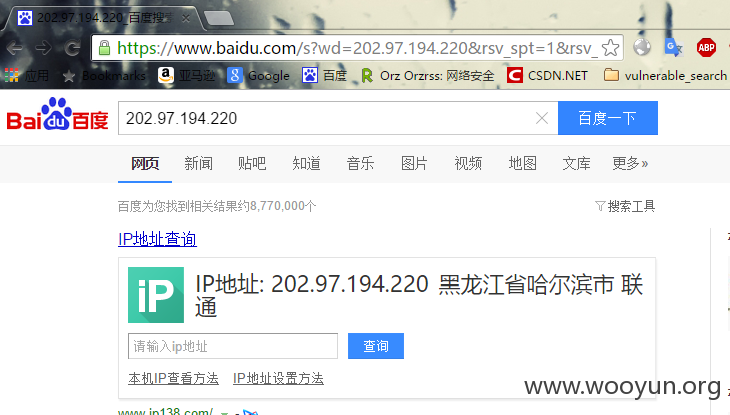 202.97.194.220_百度搜索
https://www.baidu.com/s?wd=202.97.194.220&rsv_spt=1&rsv_
ABP
应用 Bookmarks 亚马逊 Google 百度 Orz Orzrss: 网络安全 CSDN.NET vulnerable_search
Bai du 百度 202.97.194.220 百度一下
网页 新闻 贴吧 知道 音乐 图片 视频 地图 文库 更多»
百度为您找到相关结果约8,770,000个 搜索工具
IP地址查询
iP IP地址: 202.97.194.220 黑龙江省哈尔滨市 联
通
请输入ip地址 查询
本机IP查看方法 IP地址设置方法
www.wooyun.org
www.ip138.com/